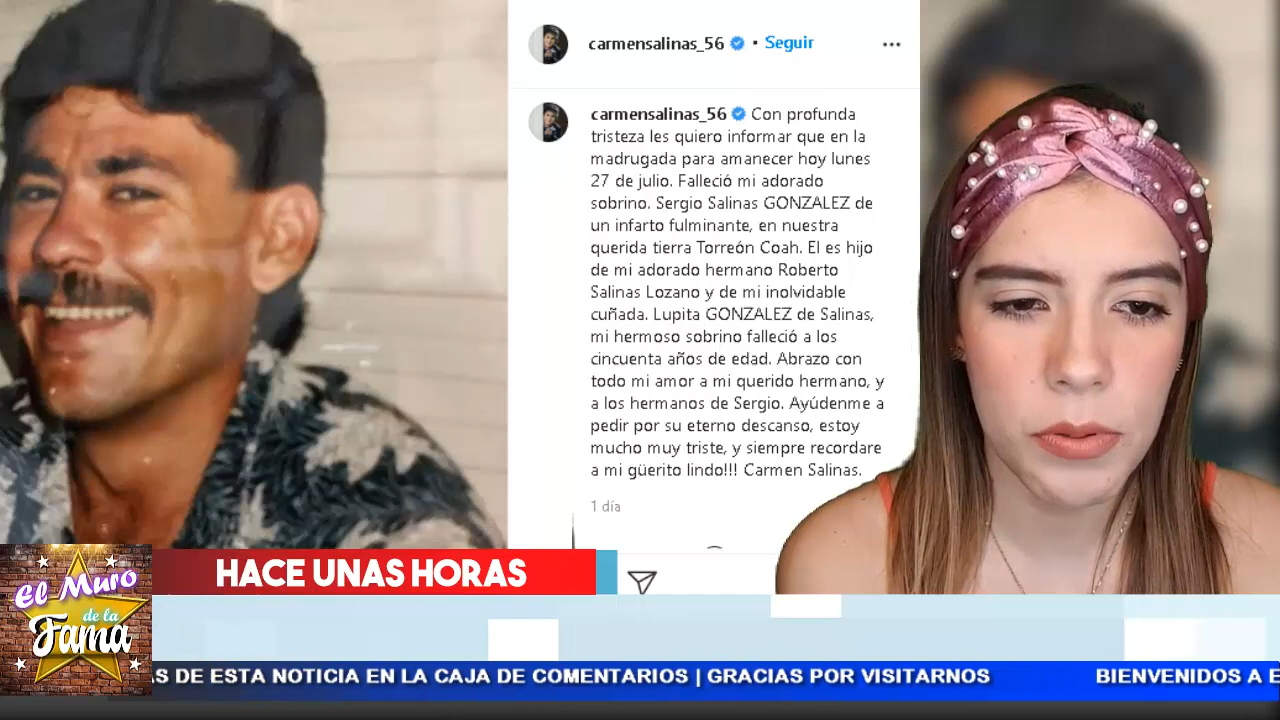 carmensalinas_56 • Seguir
carmensalinas_56 Con profunda
tristeza les quiero informar que en la
madrugada para amanecer hoy lunes
27 de julio. Falleció mi adorado
sobrino. Sergio Salinas GONZALEZ de
un infarto fulminante, en nuestra
querida tierra Torreón Coah. El es hijo
de mi adorado hermano Roberto
Salinas Lozano y de mi inolvidable
cuñada. Lupita GONZALEZ de Salinas,
mi hermoso sobrino falleció a los
cincuenta años de edad. Abrazo con
todo mi amor a mi querido hermano, y
a los hermanos de Sergio. Ayúdenme a
pedir por su eterno descanso, estoy
mucho muy triste, y siempre recordare
a mi güerito lindo!!! Carmen Salinas.
1 día
HACE UNAS HORAS
El Muro
de la
Fama
DE ESTA NOTICIA EN LA CAJA DE COMENTARIOS | GRACIAS POR VISITARNOS
BIENVENIDOS A